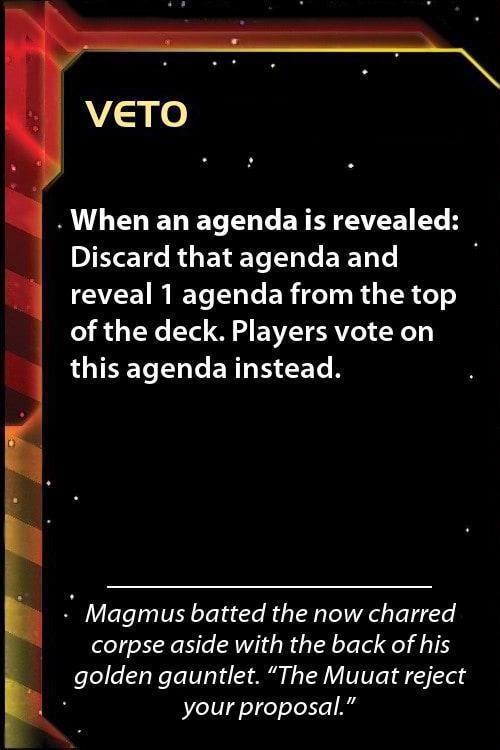 VETO
When an agenda is revealed:
Discard that agenda and
reveal 1 agenda from the top
of the deck. Players vote on
this agenda instead.
Magmus batted the now charred
corpse aside with the back of his
golden gauntlet. “The Muuat reject
your proposal.”